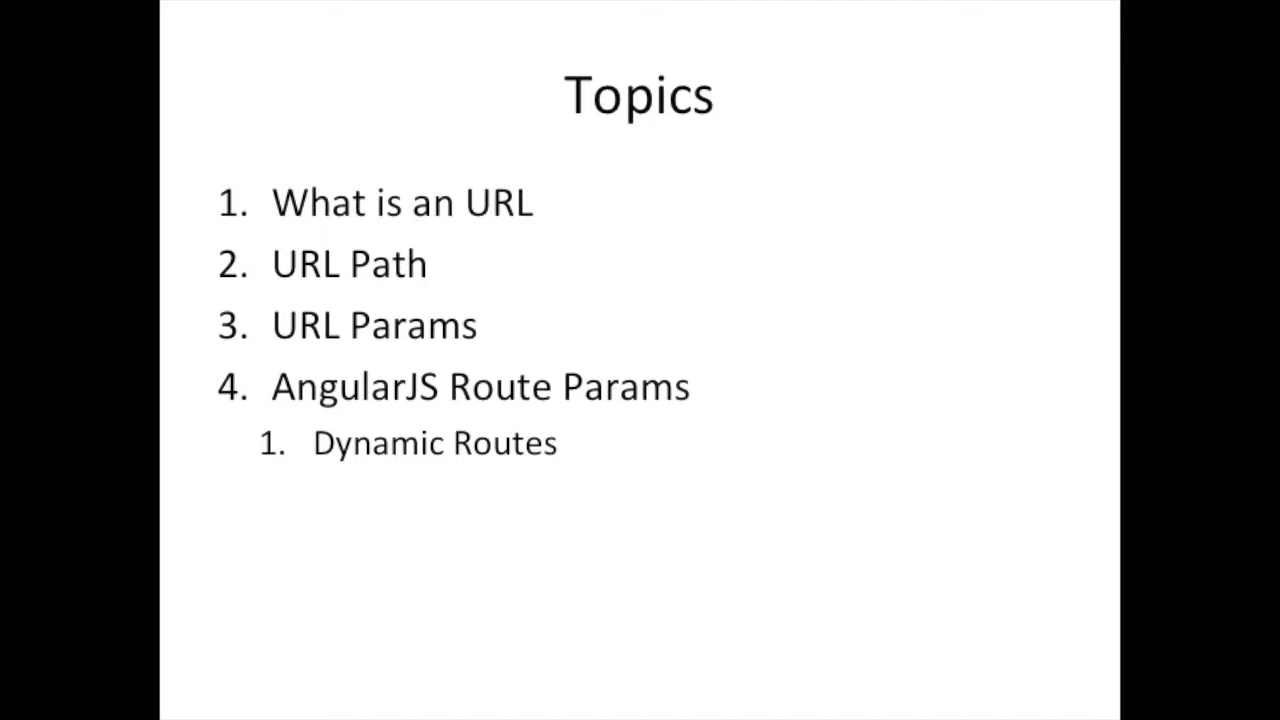 Topics
1. What is an URL
2. URL Path
3. URL Params
4. AngularJS Route Params
1. Dynamic Routes